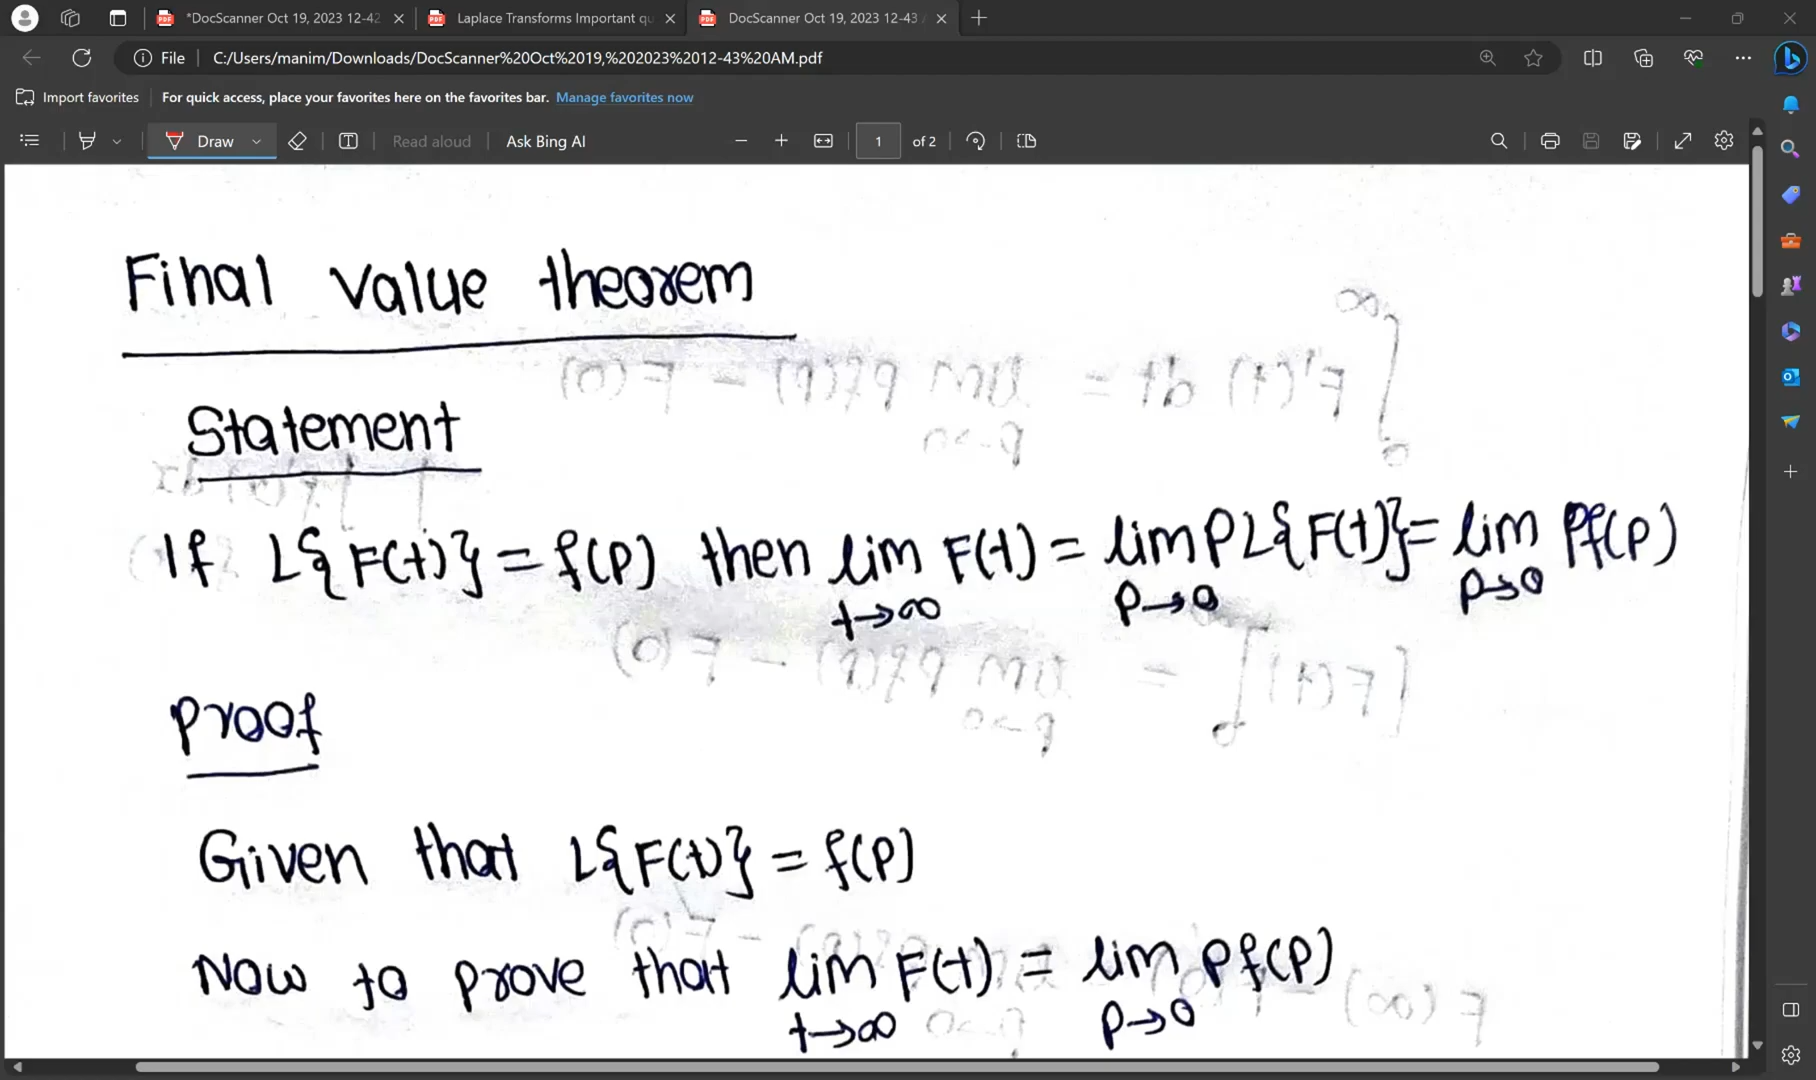 *DocScanner Oct 19, 2023 12-42
Laplace Transforms Important qu
DocScanner Oct 19, 2023 12-43 A
File C:/Users/manim/Downloads/DocScanner%20Oct%2019,%202023%2012-43%20AM.pdf
Import favorites For quick access, place your favorites here on the favorites bar. Manage favorites now
Draw Read aloud Ask Bing AI 1 of 2
Final value theorem
Statement
If L{F(t)} = f(p) then lim t→∞ F(t) = lim p→0 P L{F(t)} = lim p→0 Pf(p)
Proof
Given that L{F(t)} = f(p)
Now to prove that lim t→∞ F(t) = lim p→0 pf(p)